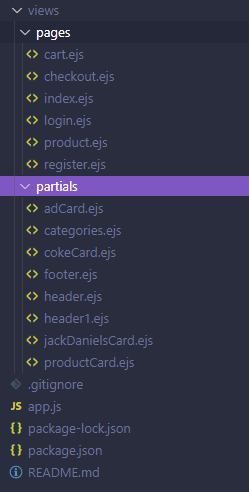 views
pages
cart.ejs
checkout.ejs
index.ejs
login.ejs
product.ejs
register.ejs
partials
adCard.ejs
categories.ejs
cokeCard.ejs
footer.ejs
header.ejs
header1.ejs
jackDanielsCard.ejs
productCard.ejs
.gitignore
JS app.js
{} package-lock.json
{} package.json
README.md